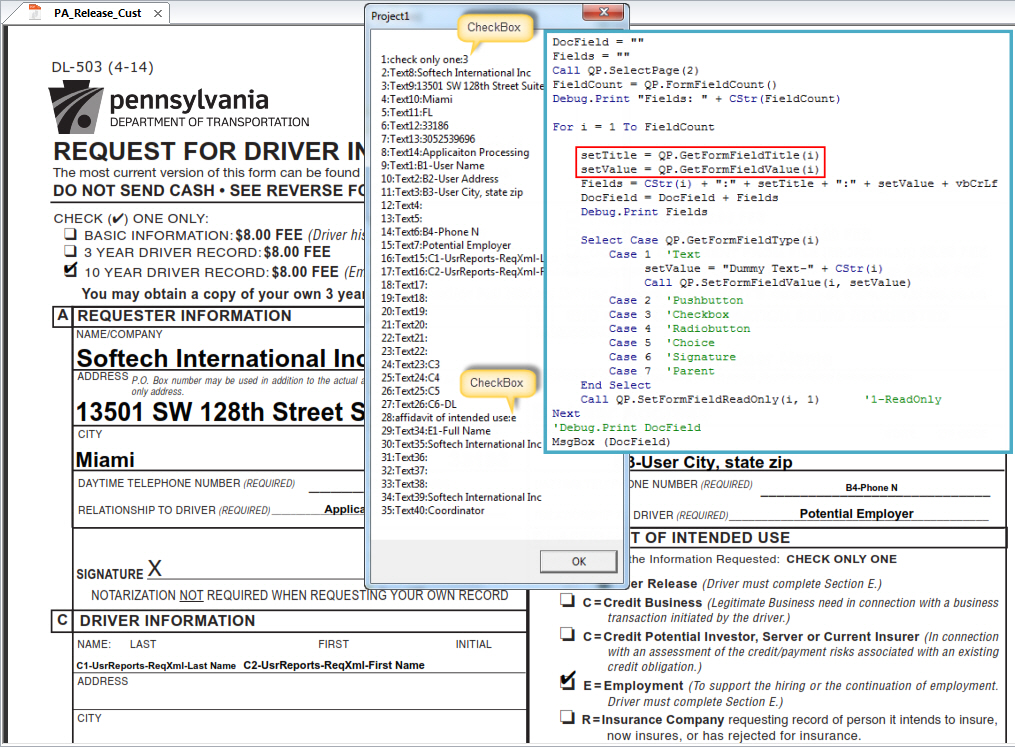 PA_Release_Cust
DL-503 (4-14)
pennsylvania
DEPARTMENT OF TRANSPORTATION
REQUEST FOR DRIVER IN
The most current version of this form can be found
DO NOT SEND CASH • SEE REVERSE FO
CHECK (✔) ONE ONLY:
BASIC INFORMATION: $8.00 FEE (Driver his
3 YEAR DRIVER RECORD: $8.00 FEE
10 YEAR DRIVER RECORD: $8.00 FEE (Em
You may obtain a copy of your own 3 year
A REQUESTER INFORMATION
NAME/COMPANY
Softech International Inc
ADDRESS P.O. Box number may be used in addition to the actual a
only address.
13501 SW 128th Street S
CITY
Miami
DAYTIME TELEPHONE NUMBER (REQUIRED)
RELATIONSHIP TO DRIVER (REQUIRED) Applica
SIGNATURE X
NOTARIZATION NOT REQUIRED WHEN REQUESTING YOUR OWN RECORD
C DRIVER INFORMATION
NAME: LAST FIRST INITIAL
C1-UsrReports-ReqXml-Last Name C2-UsrReports-ReqXml-First Name
ADDRESS
CITY
Project1
CheckBox
1:check only one:3
2:Text8:Softech International Inc
3:Text9:13501 SW 128th Street Suite
4:Text10:Miami
5:Text11:FL
6:Text12:33186
7:Text13:3052539696
8:Text14:Applicaiton Processing
9:Text1:B1-User Name
10:Text2:B2-User Address
11:Text3:B3-User City, state zip
12:Text4:
13:Text5:
14:Text6:B4-Phone N
15:Text7:Potential Employer
16:Text15:C1-UsrReports-ReqXml-L
17:Text16:C2-UsrReports-ReqXml-F
18:Text17:
19:Text18:
20:Text19:
21:Text20:
22:Text21:
23:Text22:
24:Text23:C3
25:Text24:C4
26:Text25:C5
27:Text26:C6-DL
CheckBox
28:affidavit of intended use:e
29:Text34:E1-Full Name
30:Text35:Softech International Inc
31:Text36:
32:Text37:
33:Text38:
34:Text39:Softech International Inc
35:Text40:Coordinator
OK
DocField = ""
Fields = ""
Call QP.SelectPage(2)
FieldCount = QP.FormFieldCount()
Debug.Print "Fields: " + CStr(FieldCount)
For i = 1 To FieldCount
setTitle = QP.GetFormFieldTitle(i)
setValue = QP.GetFormFieldValue(i)
Fields = CStr(i) + ":" + setTitle + ":" + setValue + vbCrLf
DocField = DocField + Fields
Debug.Print Fields
Select Case QP.GetFormFieldType(i)
Case 1 'Text
setValue = "Dummy Text-" + CStr(i)
Call QP.SetFormFieldValue(i, setValue)
Case 2 'Pushbutton
Case 3 'Checkbox
Case 4 'Radiobutton
Case 5 'Choice
Case 6 'Signature
Case 7 'Parent
End Select
Call QP.SetFormFieldReadOnly(i, 1) '1-ReadOnly
Next
'Debug.Print DocField
MsgBox (DocField)
3-User City, state zip
ONE NUMBER (REQUIRED) B4-Phone N
DRIVER (REQUIRED) Potential Employer
T OF INTENDED USE
the Information Requested: CHECK ONLY ONE
er Release (Driver must complete Section E.)
C=Credit Business (Legitimate Business need in connection with a business
transaction initiated by the driver.)
C=Credit Potential Investor, Server or Current Insurer (In connection
with an assessment of the credit/payment risks associated with an existing
credit obligation.)
E=Employment (To support the hiring or the continuation of employment.
Driver must complete Section E.)
R=Insurance Company requesting record of person it intends to insure,
now insures, or has rejected for insurance.